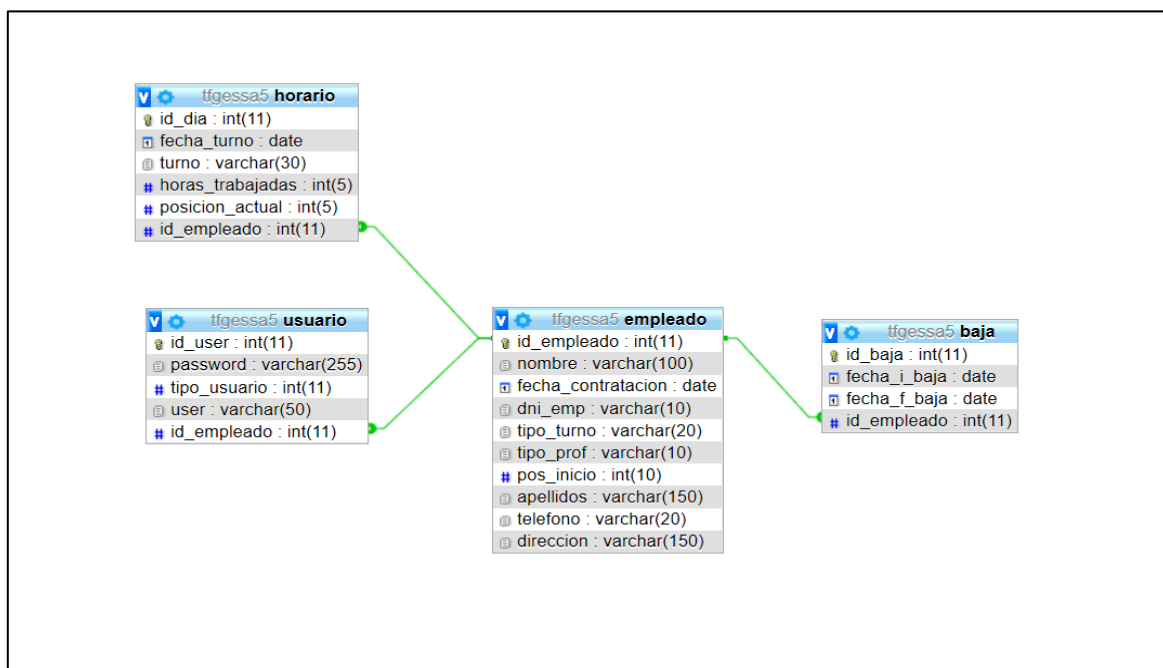 tfgessa5 horario
id_dia : int(11)
fecha_turno : date
turno : varchar(30)
horas_trabajadas : int(5)
posicion_actual : int(5)
id_empleado : int(11)
tfgessa5 usuario
id_user : int(11)
password : varchar(255)
tipo_usuario : int(11)
user : varchar(50)
id_empleado : int(11)
tfgessa5 empleado
id_empleado : int(11)
nombre : varchar(100)
fecha_contratacion : date
dni_emp : varchar(10)
tipo_turno : varchar(20)
tipo_prof : varchar(10)
pos_inicio : int(10)
apellidos : varchar(150)
telefono : varchar(20)
direccion : varchar(150)
tfgessa5 baja
id_baja : int(11)
fecha_i_baja : date
fecha_f_baja : date
id_empleado : int(11)